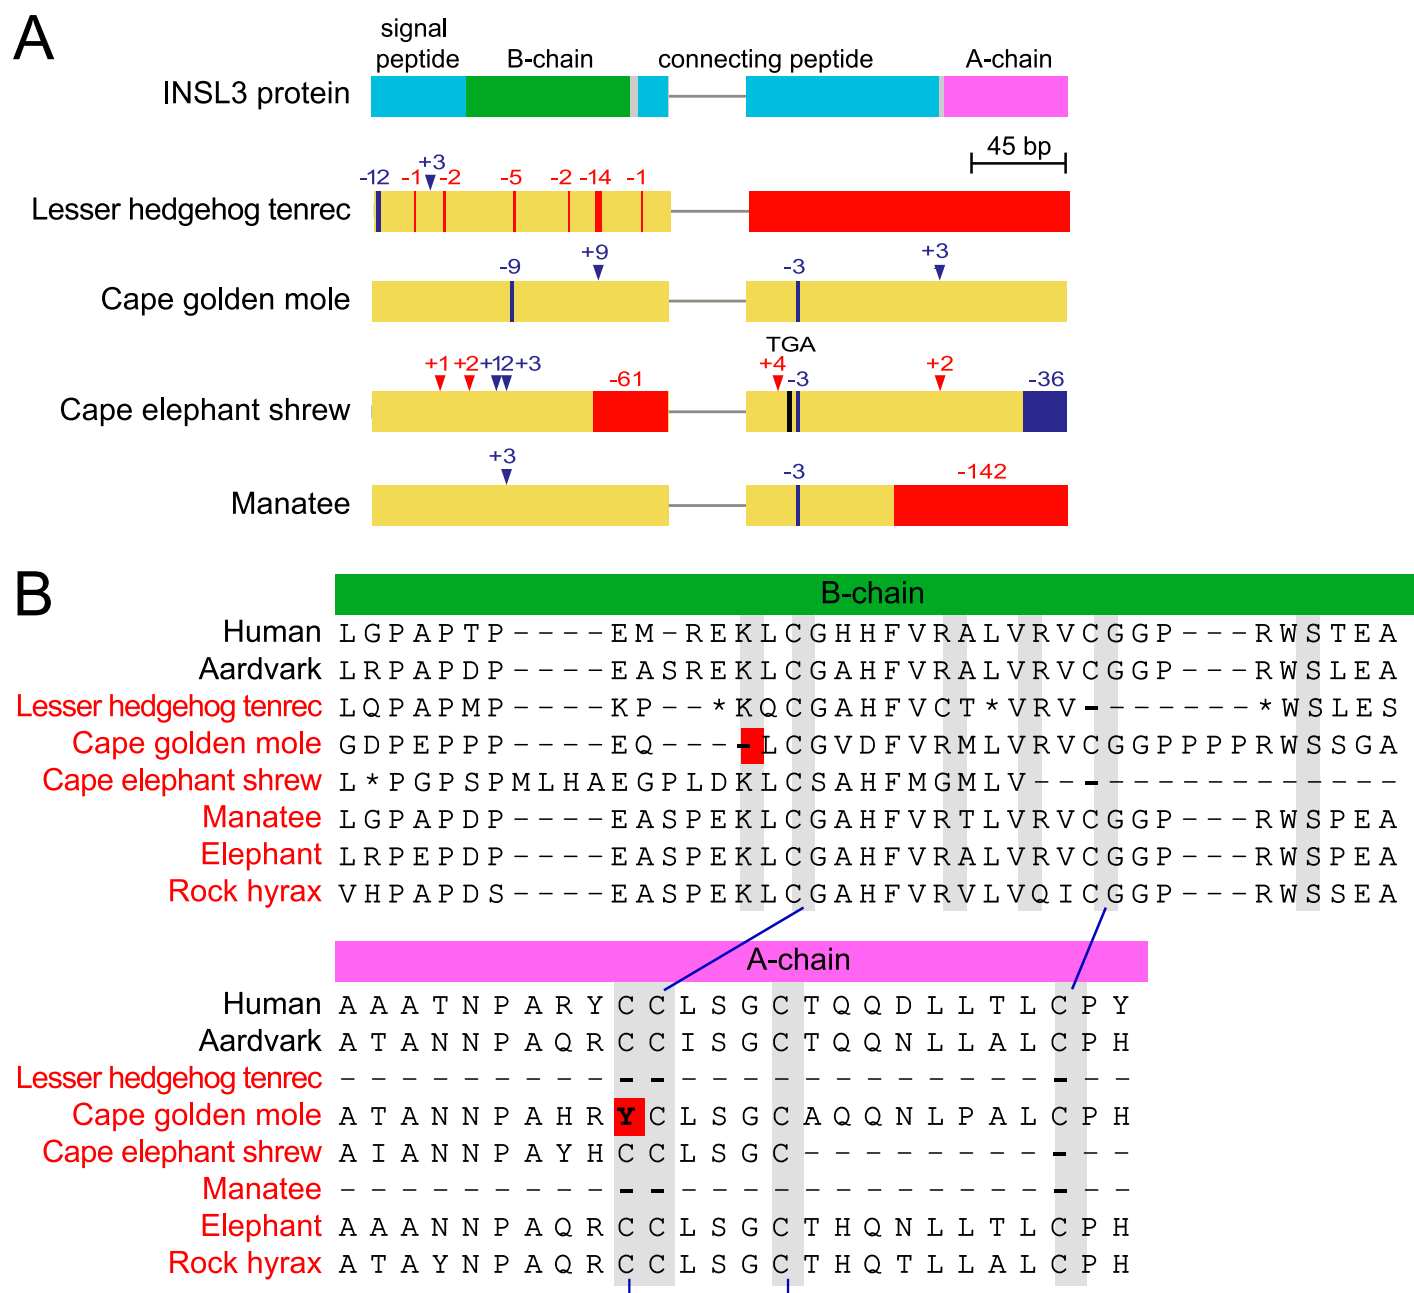 A
signal
peptide
B-chain
connecting peptide
A-chain
INSL3 protein
45 bp
+3
-12 -1 -2 -5 -2 -14 -1
Lesser hedgehog tenrec
-9 +9 -3 +3
Cape golden mole
TGA
+1 +2 +12 +3 -61 +4 -3 +2 -36
Cape elephant shrew
+3 -3 -142
Manatee
B
B-chain
Human LGPAPTP----EM-REKLCGHHFVRALVRVCGGP---RWSTEA
Aardvark LRPAPDP----EASREKLCGAHFVRALVRVCGGP---RWSLEA
Lesser hedgehog tenrec LQPAPMP----KP--*KQCGAHFVCT*VRV-------*WSLES
Cape golden mole GDPEPPP----EQ----LCGVDFVRMLVRVCGGPPPPRWSSGA
Cape elephant shrew L*PGPSPMLHAEGPLDKLCSAHFMGMLV---------------
Manatee LGPAPDP----EASPEKLCGAHFVRTLVRVCGGP---RWSPEA
Elephant LRPEPDP----EASPEKLCGAHFVRALVRVCGGP---RWSPEA
Rock hyrax VHPAPDS----EASPEKLCGAHFVRVLVQICGGP---RWSSEA
A-chain
Human AAATNPARYCCLSGCTQQDLLTLCPY
Aardvark ATANNPAQRCCISGCTQQNLLALCPH
Lesser hedgehog tenrec --------------------------
Cape golden mole ATANNPAHRYCLSGCAQQNLPALCPH
Cape elephant shrew AIANNPAYHCCLSGC-----------
Manatee --------------------------
Elephant AAANNPAQRCCLSGCTHQNLLTLCPH
Rock hyrax ATAYNPAQRCCLSGCTHQTLLALCPH